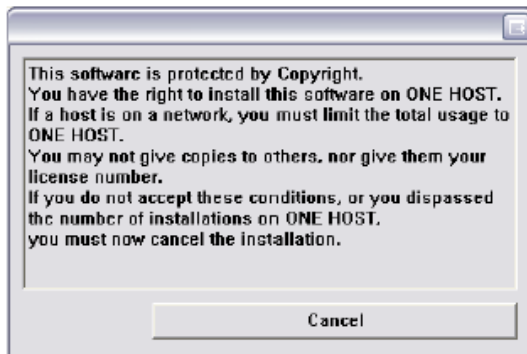 This software is protected by Copyright.
You have the right to install this software on ONE HOST.
If a host is on a network, you must limit the total usage to
ONE HOST.
You may not give copies to others, nor give them your
license number.
If you do not accept these conditions, or you dispassed
the number of installations on ONE HOST,
you must now cancel the installation.
Cancel